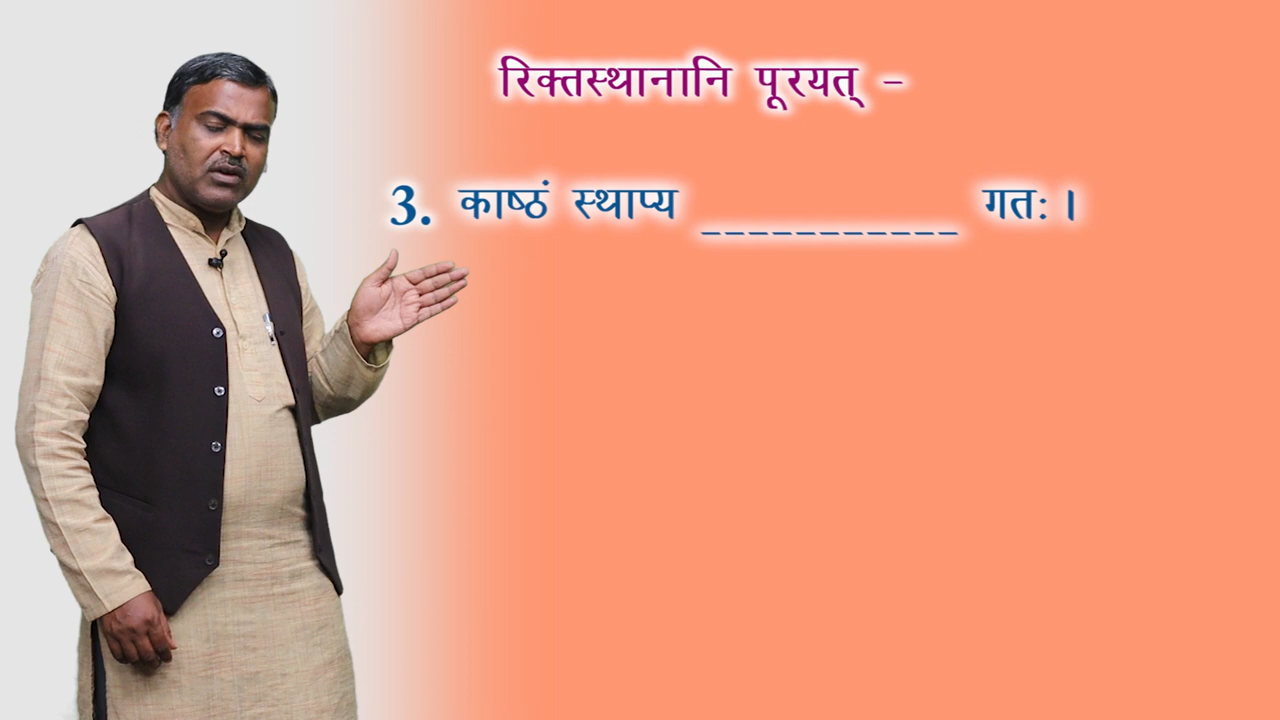 रिक्तस्थानानि पूरयत् –
3. काष्ठं स्थाप्य ___________ गतः।